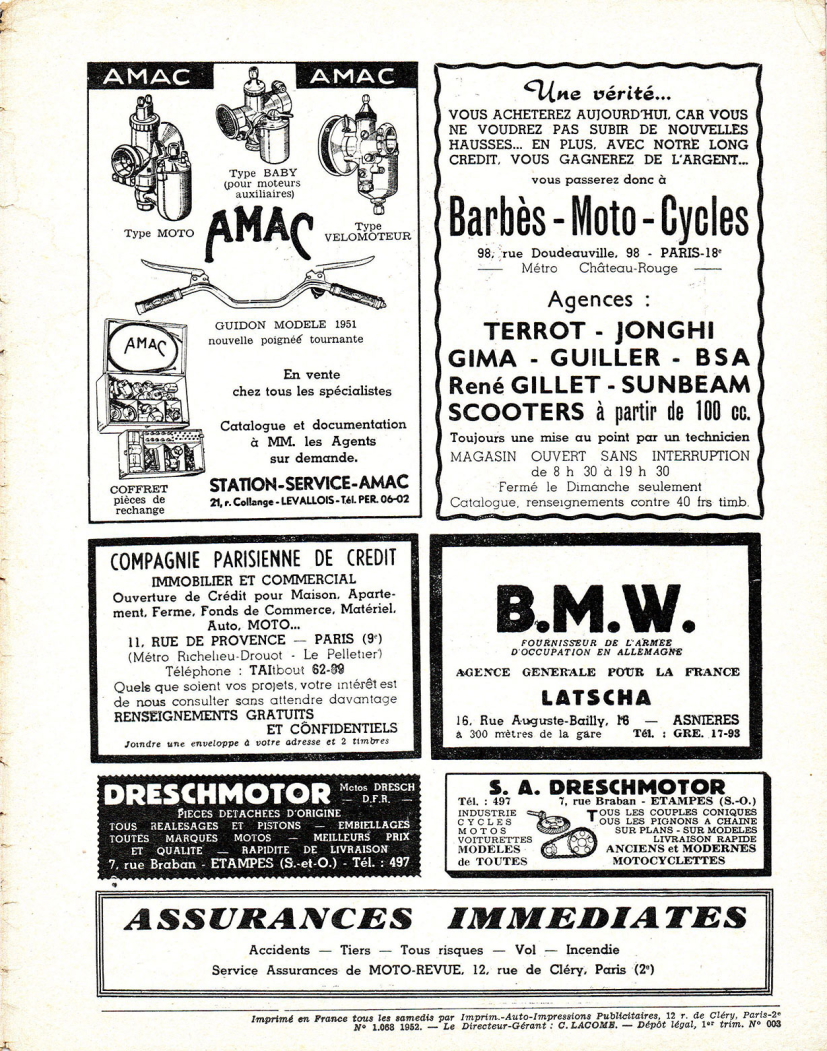 AMAC
AMAC
Type BABY
(pour moteurs
auxiliaires)
Type MOTO
AMAC
Type
VELOMOTEUR
GUIDON MODELE 1951
nouvelle poignée tournante
AMAC
En vente
chez tous les spécialistes
Catalogue et documentation
à MM. les Agents
sur demande.
COFFRET
pièces de
rechange
STATION-SERVICE-AMAC
21, r. Collange - LEVALLOIS - Tél. PER. 06-02
Une vérité...
VOUS ACHETEREZ AUJOURD'HUI, CAR VOUS
NE VOUDREZ PAS SUBIR DE NOUVELLES
HAUSSES... EN PLUS, AVEC NOTRE LONG
CREDIT, VOUS GAGNEREZ DE L'ARGENT...
vous passerez donc à
Barbès - Moto - Cycles
98, rue Doudeauville, 98 - PARIS-18e
— Métro Château-Rouge —
Agences :
TERROT - JONGHI
GIMA - GUILLER - BSA
René GILLET - SUNBEAM
SCOOTERS à partir de 100 cc.
Toujours une mise au point par un technicien
MAGASIN OUVERT SANS INTERRUPTION
de 8 h 30 à 19 h 30
Fermé le Dimanche seulement
Catalogue, renseignements contre 40 frs timb.
COMPAGNIE PARISIENNE DE CREDIT
IMMOBILIER ET COMMERCIAL
Ouverture de Crédit pour Maison, Aparte-
ment, Ferme, Fonds de Commerce, Matériel,
Auto, MOTO...
11, RUE DE PROVENCE — PARIS (9e)
(Métro Richelieu-Drouot - Le Pelletier)
Téléphone : TAItbout 62-
Quels que soient vos projets, votre intérêt est
de nous consulter sans attendre davantage
RENSEIGNEMENTS GRATUITS
ET CONFIDENTIELS
Joindre une enveloppe à votre adresse et 2 timbres
B.M.W.
FOURNISSEUR DE L'ARMEE
D'OCCUPATION EN ALLEMAGNE
AGENCE GENERALE POUR LA FRANCE
LATSCHA
16, Rue Auguste-Bailly, 16 — ASNIERES
à 300 mètres de la gare Tél. : GRE. 17-93
DRESCHMOTOR
Motos DRESCH
— D.F.R. —
PIECES DETACHEES D'ORIGINE
TOUS REALESAGES ET PISTONS — EMBIELLAGES
TOUTES MARQUES MOTOS — MEILLEURS PRIX
ET QUALITE — RAPIDITE DE LIVRAISON
7, rue Braban - ETAMPES (S.-et-O.) - Tél. : 497
S. A. DRESCHMOTOR
Tél. : 497 7, rue Braban - ETAMPES (S.-O.)
INDUSTRIE
CYCLES
MOTOS
VOITURETTES
MODELES
de TOUTES
TOUS LES COUPLES CONIQUES
TOUS LES PIGNONS A CHAINE
SUR PLANS - SUR MODELES
LIVRAISON RAPIDE
ANCIENS et MODERNES
MOTOCYCLETTES
ASSURANCES IMMEDIATES
Accidents — Tiers — Tous risques — Vol — Incendie
Service Assurances de MOTO-REVUE, 12, rue de Cléry, Paris (2e)
Imprimé en France tous les samedis par Imprim.-Auto-Impressions Publicitaires, 12 r. de Cléry, Paris-2e
N° 1.068 1952. — Le Directeur-Gérant : C. LACOME. — Dépôt légal, 1er trim. N° 003